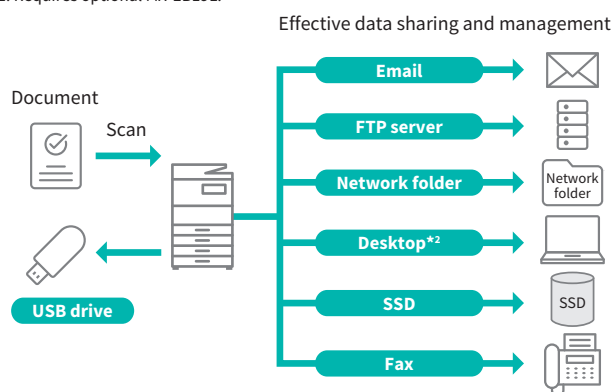 Effective data sharing and management
Document
Scan
USB drive
Email
FTP server
Network folder
Network
folder
Desktop*2
SSD
SSD
Fax